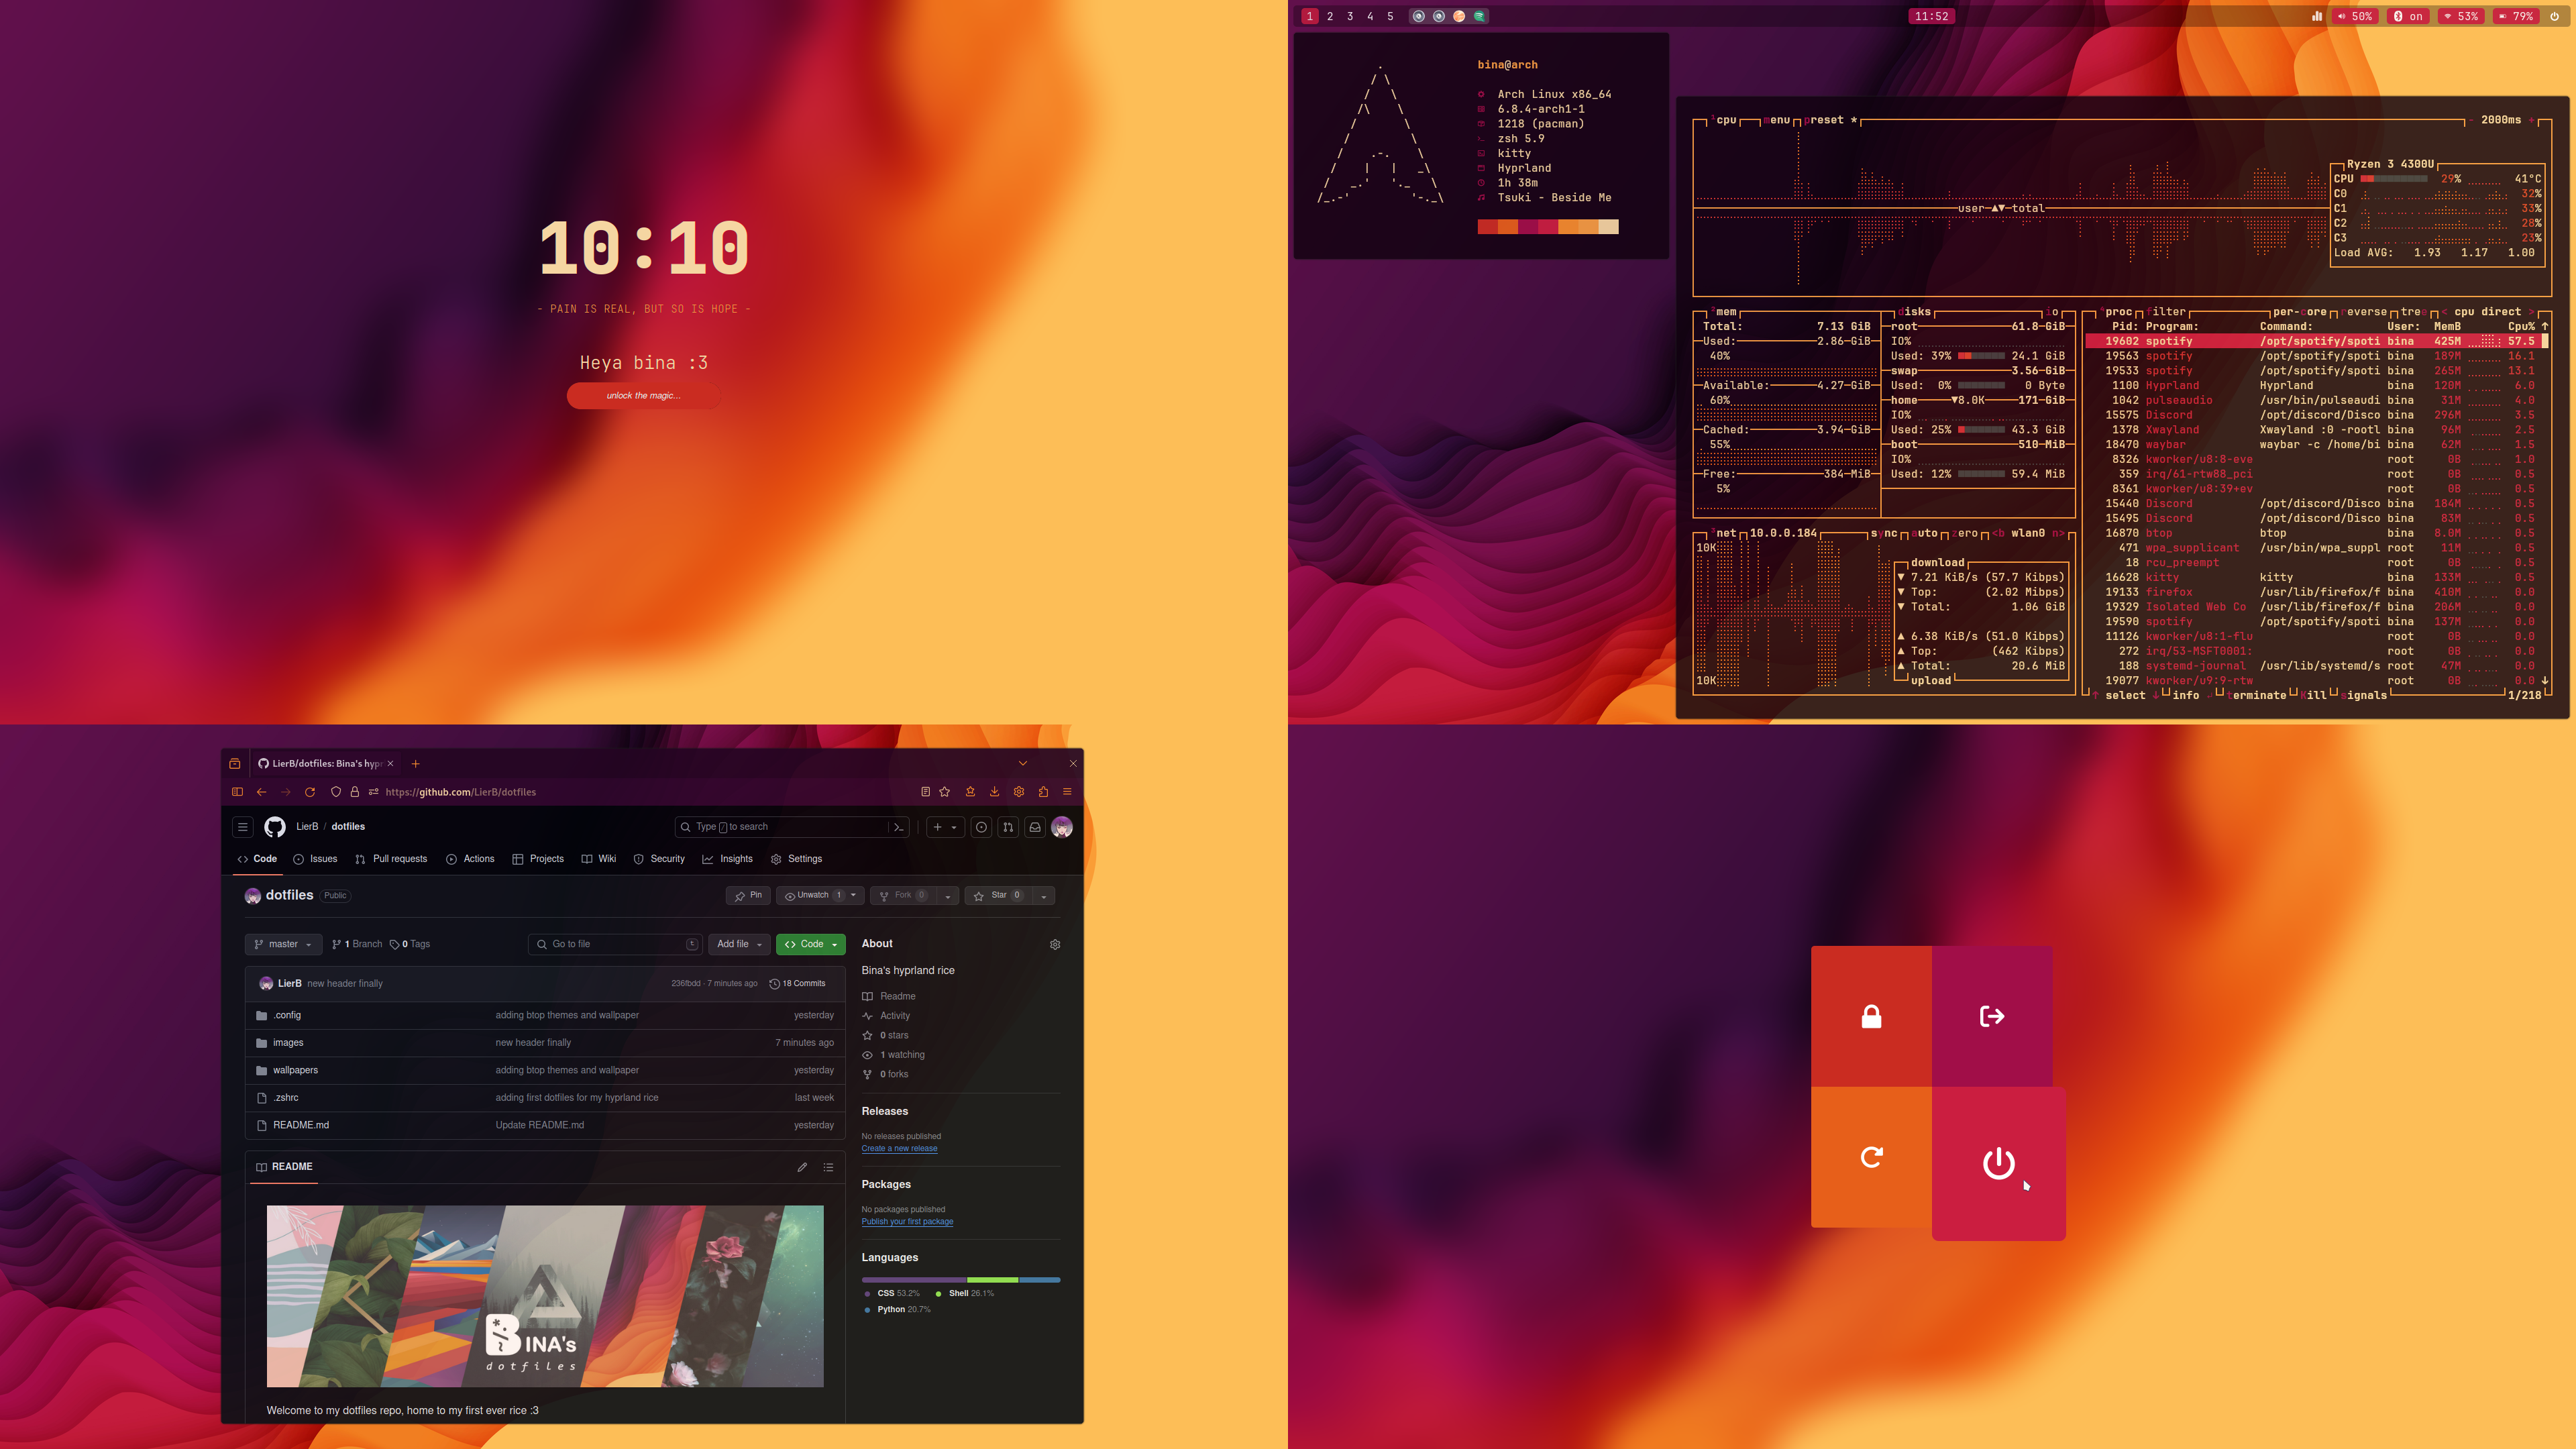 10:10
- PAIN IS REAL, BUT SO IS HOPE -
Heya bina :3
unlock the magic...
1 2 3 4 5
11:52
50% on 53% 79%
bina@arch
Arch Linux x86_64
6.8.4-arch1-1
1218 (pacman)
zsh 5.9
kitty
Hyprland
1h 38m
Tsuki - Beside Me
¹cpu menu preset * - 2000ms +
Ryzen 3 4300U
CPU 29% 41°C
C0 32%
C1 33%
C2 28%
C3 23%
Load AVG: 1.93 1.17 1.00
user▲▼total
²mem
Total: 7.13 GiB
Used: 2.86 GiB
40%
Available: 4.27 GiB
60%
Cached: 3.94 GiB
55%
Free: 384 MiB
5%
disks io
root 61.8 GiB
IO%
Used: 39% 24.1 GiB
swap 3.56 GiB
Used: 0% 0 Byte
home ▼8.0K 171 GiB
IO%
Used: 25% 43.3 GiB
boot 510 MiB
IO%
Used: 12% 59.4 MiB
³net 10.0.0.184 sync auto zero <b wlan0 n>
10K
download
▼ 7.21 KiB/s (57.7 Kibps)
▼ Top: (2.02 Mibps)
▼ Total: 1.06 GiB
▲ 6.38 KiB/s (51.0 Kibps)
▲ Top: (462 Kibps)
▲ Total: 20.6 MiB
10K
upload
⁴proc filter per-core reverse tree < cpu direct >
Pid: Program: Command: User: MemB Cpu% ↑
19602 spotify /opt/spotify/spoti bina 425M 57.5
19563 spotify /opt/spotify/spoti bina 189M 16.1
19533 spotify /opt/spotify/spoti bina 265M 13.1
1100 Hyprland Hyprland bina 120M 6.0
1042 pulseaudio /usr/bin/pulseaudi bina 31M 4.0
15575 Discord /opt/discord/Disco bina 296M 3.5
1378 Xwayland Xwayland :0 -rootl bina 96M 2.5
18470 waybar waybar -c /home/bi bina 62M 1.5
8326 kworker/u8:8-eve root 0B 1.0
359 irq/61-rtw88_pci root 0B 0.5
8361 kworker/u8:39+ev root 0B 0.5
15440 Discord /opt/discord/Disco bina 184M 0.5
15495 Discord /opt/discord/Disco bina 83M 0.5
16870 btop btop bina 8.0M 0.5
471 wpa_supplicant /usr/bin/wpa_suppl root 11M 0.5
18 rcu_preempt root 0B 0.5
16628 kitty kitty bina 133M 0.5
19133 firefox /usr/lib/firefox/f bina 410M 0.0
19329 Isolated Web Co /usr/lib/firefox/f bina 206M 0.0
19590 spotify /opt/spotify/spoti bina 137M 0.0
11126 kworker/u8:1-flu root 0B 0.0
272 irq/53-MSFT0001: root 0B 0.0
188 systemd-journal /usr/lib/systemd/s root 47M 0.0
19077 kworker/u9:9-rtw root 0B 0.0 ↓
↑ select ↓ info ↲ terminate Kill signals 1/218
LierB/dotfiles: Bina's hypr
https://github.com/LierB/dotfiles
LierB / dotfiles
Type / to search
Code Issues Pull requests Actions Projects Wiki Security Insights Settings
dotfiles Public
Pin Unwatch 1 Fork 0 Star 0
master 1 Branch 0 Tags
Go to file t Add file Code
LierB new header finally 236fbdd · 7 minutes ago 18 Commits
.config adding btop themes and wallpaper yesterday
images new header finally 7 minutes ago
wallpapers adding btop themes and wallpaper yesterday
.zshrc adding first dotfiles for my hyprland rice last week
README.md Update README.md yesterday
README
BINA's
dotfiles
Welcome to my dotfiles repo, home to my first ever rice :3
About
Bina's hyprland rice
Readme
Activity
0 stars
1 watching
0 forks
Releases
No releases published
Create a new release
Packages
No packages published
Publish your first package
Languages
CSS 53.2% Shell 26.1%
Python 20.7%